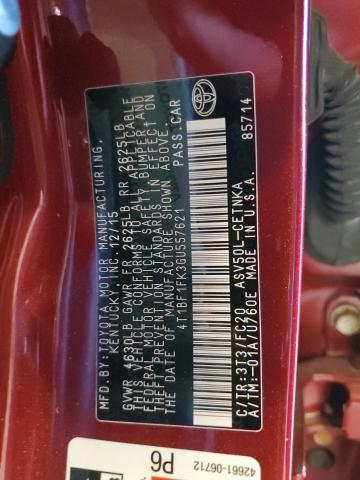 MFD. BY: TOYOTA MOTOR MANUFACTURING,
KENTUCKY, INC. 12/15
GVWR 4630LB GAWR FR 2625LB RR 2625LB
THIS VEHICLE CONFORMS TO ALL APPLICABLE
FEDERAL MOTOR VEHICLE SAFETY, BUMPER, AND
THEFT PREVENTION STANDARDS IN EFFECT ON
THE DATE OF MANUFACTURE SHOWN ABOVE.
4T1BF1FK3GU557621 PASS. CAR
C/TR:3T3/FC20 ASV50L-CETNKA
A/TM:-01A/U760E MADE IN U.S.A.
85714
42661-06712
P6